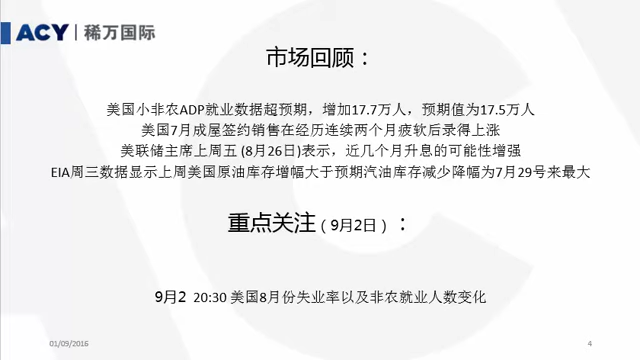 ACY | 稀万国际
市场回顾：
美国小非农ADP就业数据超预期，增加17.7万人，预期值为17.5万人
美国7月成屋签约销售在经历连续两个月疲软后录得上涨
美联储主席上周五 (8月26日)表示，近几个月升息的可能性增强
EIA周三数据显示上周美国原油库存增幅大于预期汽油库存减少降幅为7月29号来最大
重点关注（9月2日）：
9月2 20:30 美国8月份失业率以及非农就业人数变化
01/09/2016
4